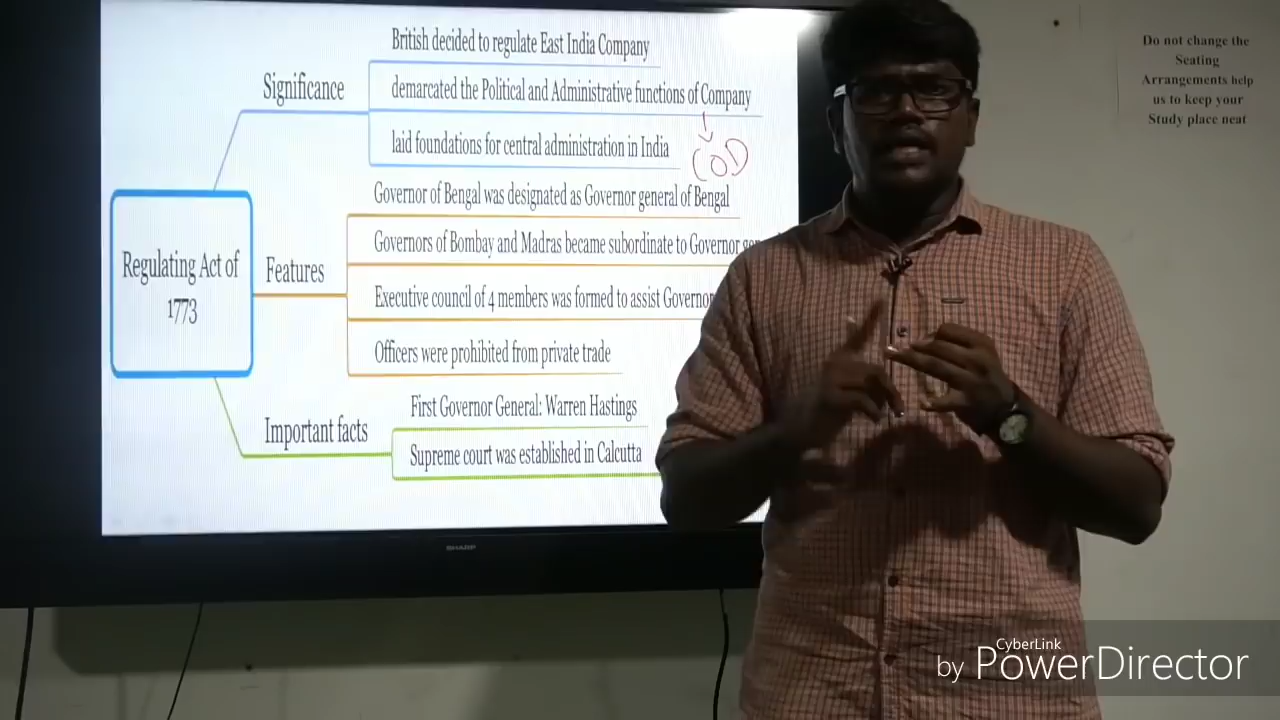 British decided to regulate East India Company
Significance
demarcated the Political and Administrative functions of Company
laid foundations for central administration in India
COD
Governor of Bengal was designated as Governor general of Bengal
Regulating Act of
1773
Features
Governors of Bombay and Madras became subordinate to Governor
Executive council of 4 members was formed to assist Governor
Officers were prohibited from private trade
First Governor General: Warren Hastings
Important facts
Supreme court was established in Calcutta
SHARP
Do not change the
Seating
Arrangements help
us to keep your
Study place neat
CyberLink
by PowerDirector